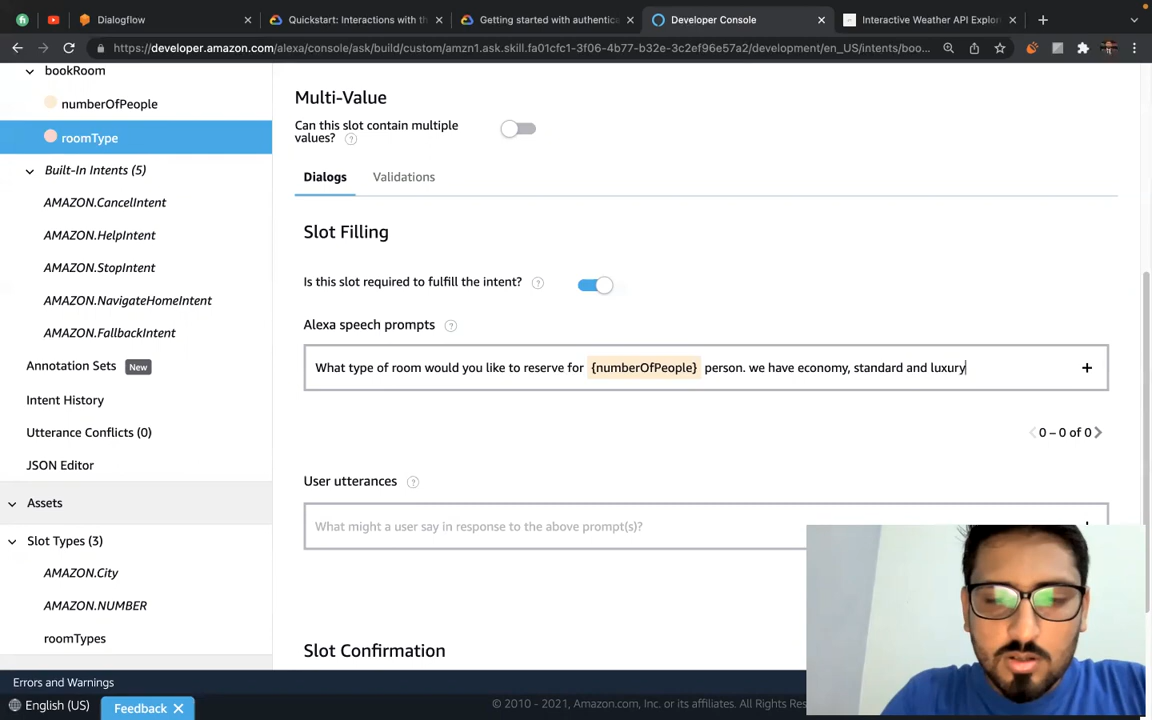 Dialogflow
Quickstart: Interactions with th
Getting started with authentica
Developer Console
Interactive Weather API Explor
https://developer.amazon.com/alexa/console/ask/build/custom/amzn1.ask.skill.fa01cfc1-3f06-4b77-b32e-3c2ef96e57a2/development/en_US/intents/boo...
bookRoom
numberOfPeople
roomType
Built-In Intents (5)
AMAZON.CancelIntent
AMAZON.HelpIntent
AMAZON.StopIntent
AMAZON.NavigateHomeIntent
AMAZON.FallbackIntent
Annotation Sets New
Intent History
Utterance Conflicts (0)
JSON Editor
Assets
Slot Types (3)
AMAZON.City
AMAZON.NUMBER
roomTypes
Multi-Value
Can this slot contain multiple
values? ?
Dialogs Validations
Slot Filling
Is this slot required to fulfill the intent? ?
Alexa speech prompts ?
What type of room would you like to reserve for {numberOfPeople} person. we have economy, standard and luxury
0 – 0 of 0
User utterances ?
What might a user say in response to the above prompt(s)?
Slot Confirmation
Errors and Warnings
English (US)
Feedback
© 2010 - 2021, Amazon.com, Inc. or its affiliates. All Rights Res